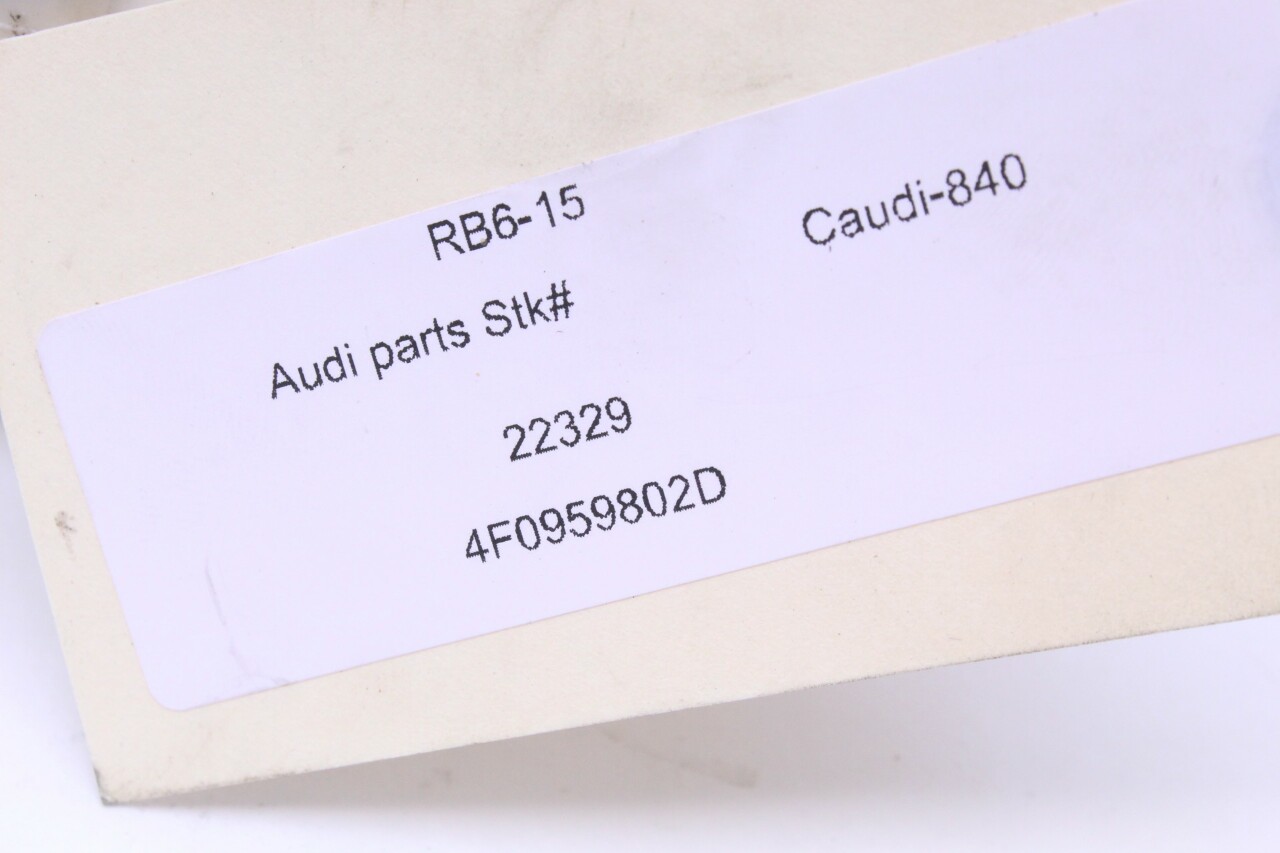 RB6-15 Caudi-840
Audi parts Stk#
22329
4F0959802D